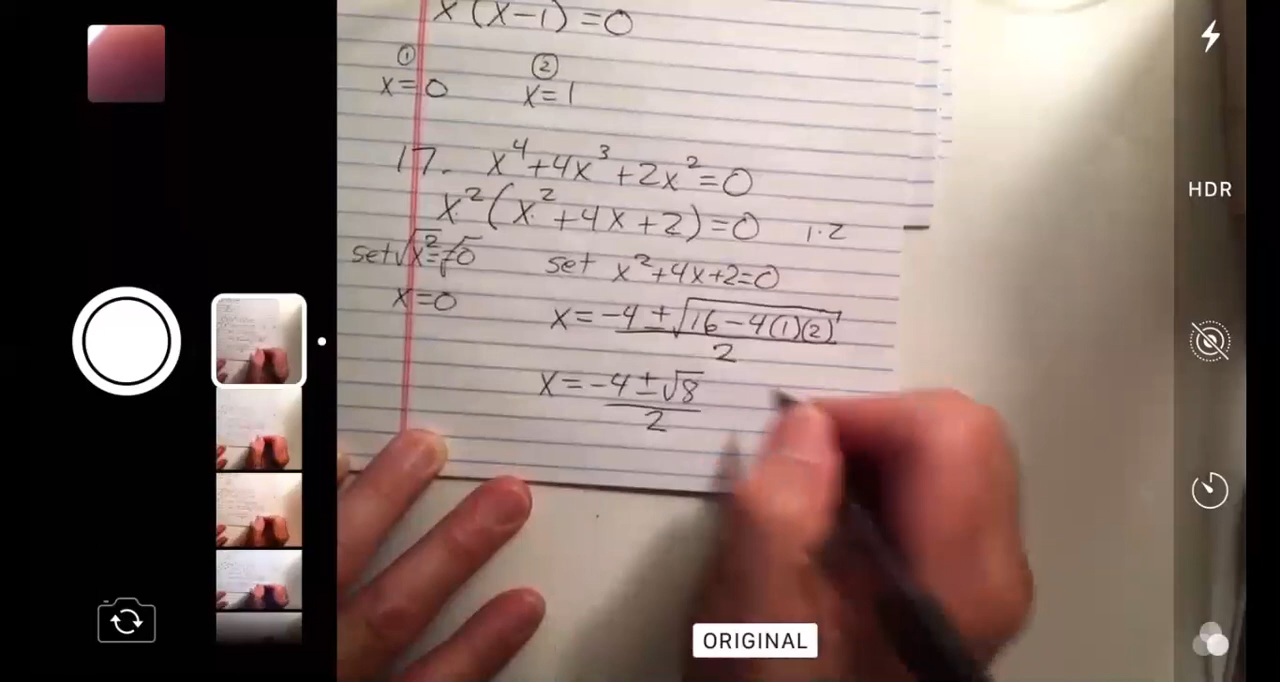 x(x-1)=0
① ②
x=0 x=1
17. x⁴+4x³+2x²=0
x²(x²+4x+2)=0 1·2
set √x²=√0 set x²+4x+2=0
x=0
x=-4±√16-4(1)(2)
2
x=-4±√8
2
HDR
ORIGINAL